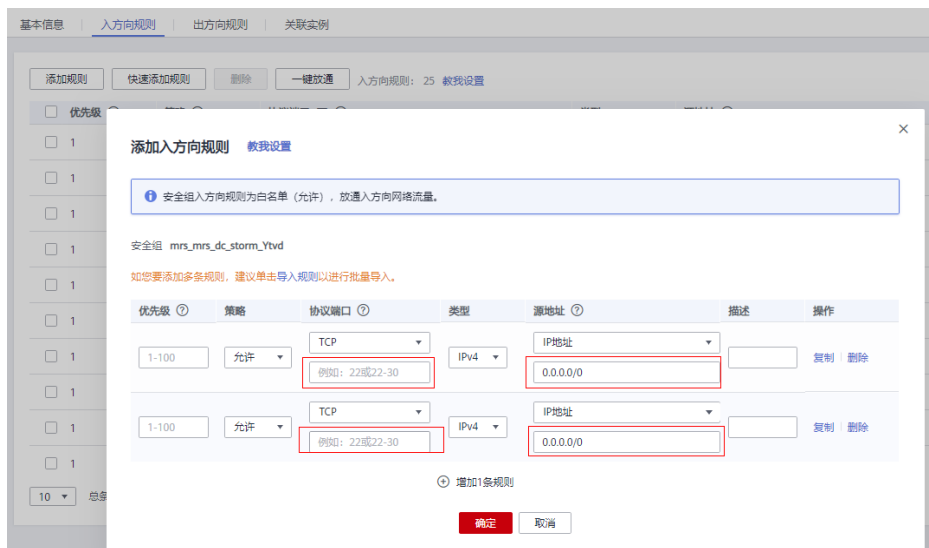 基本信息 入方向规则 出方向规则 关联实例
添加规则 快速添加规则 删除 一键放通 入方向规则: 25 教我设置
优先级
1
添加入方向规则 教我设置
1
安全组入方向规则为白名单（允许），放通入方向网络流量。
1
安全组 mrs_mrs_dc_storm_Ytvd
1
如您要添加多条规则，建议单击导入规则以进行批量导入。
1
优先级 策略 协议端口 类型 源地址 描述 操作
1
TCP IP地址
1 1-100 允许 IPv4 复制 删除
例如：22或22-30 0.0.0.0/0
1
TCP IP地址
1 1-100 允许 IPv4 复制 删除
例如：22或22-30 0.0.0.0/0
1
增加1条规则
10
确定 取消